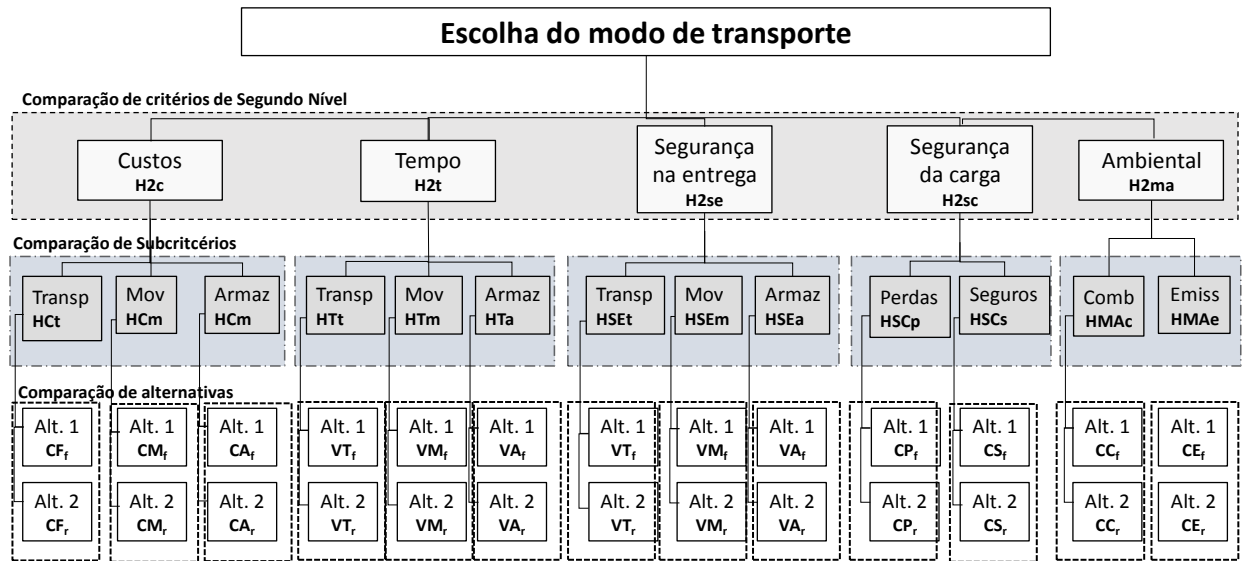 Escolha do modo de transporte
Comparação de critérios de Segundo Nível
Custos
H2c
Tempo
H2t
Segurança
na entrega
H2se
Segurança
da carga
H2sc
Ambiental
H2ma
Comparação de Subcritcérios
Transp
HCt
Mov
HCm
Armaz
HCm
Transp
HTt
Mov
HTm
Armaz
HTa
Transp
HSEt
Mov
HSEm
Armaz
HSEa
Perdas
HSCp
Seguros
HSCs
Comb
HMAc
Emiss
HMAe
Comparação de alternativas
Alt. 1
CFf
Alt. 1
CMf
Alt. 1
CAf
Alt. 1
VTf
Alt. 1
VMf
Alt. 1
VAf
Alt. 1
VTf
Alt. 1
VMf
Alt. 1
VAf
Alt. 1
CPf
Alt. 1
CSf
Alt. 1
CCf
Alt. 1
CEf
Alt. 2
CFr
Alt. 2
CMr
Alt. 2
CAr
Alt. 2
VTr
Alt. 2
VMr
Alt. 2
VAr
Alt. 2
VTr
Alt. 2
VMr
Alt. 2
VAr
Alt. 2
CPr
Alt. 2
CSr
Alt. 2
CCr
Alt. 2
CEr